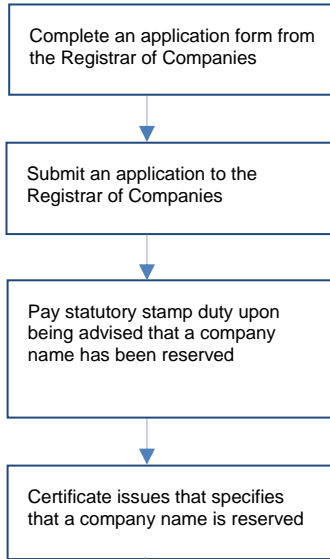 Complete an application form from
the Registrar of Companies
Submit an application to the
Registrar of Companies
Pay statutory stamp duty upon
being advised that a company
name has been reserved
Certificate issues that specifies
that a company name is reserved